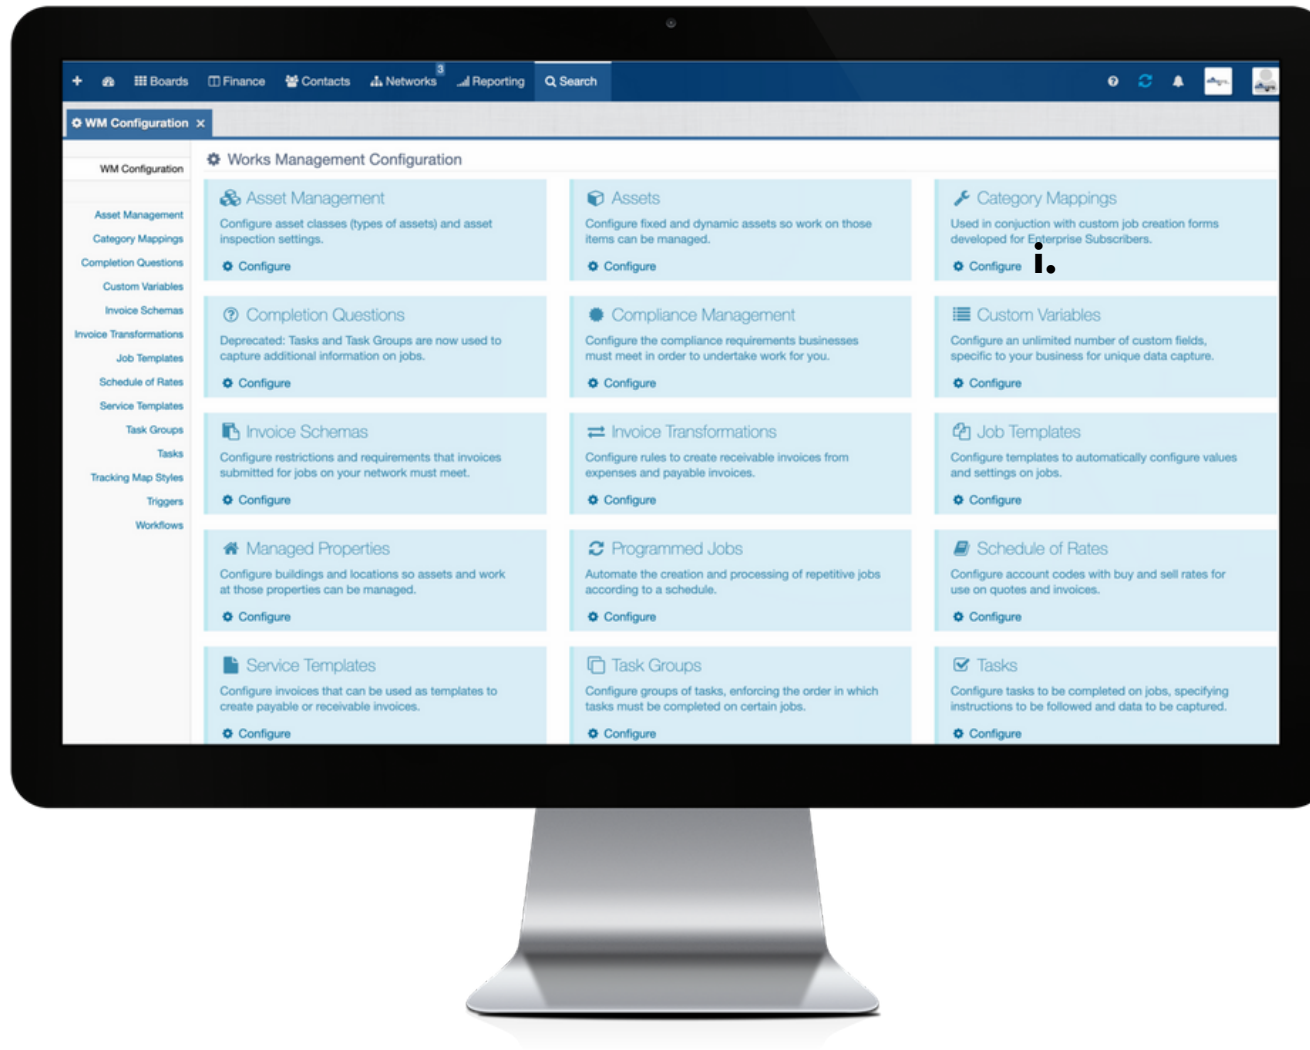 Boards Finance Contacts Networks 3 Reporting Search
WM Configuration ×
WM Configuration
Asset Management
Category Mappings
Completion Questions
Custom Variables
Invoice Schemas
Invoice Transformations
Job Templates
Schedule of Rates
Service Templates
Task Groups
Tasks
Tracking Map Styles
Triggers
Workflows
Works Management Configuration
Asset Management
Configure asset classes (types of assets) and asset
inspection settings.
Configure
Assets
Configure fixed and dynamic assets so work on those
items can be managed.
Configure
Category Mappings
Used in conjuction with custom job creation forms
developed for Enterprise Subscribers.
Configure
i.
Completion Questions
Deprecated: Tasks and Task Groups are now used to
capture additional information on jobs.
Configure
Compliance Management
Configure the compliance requirements businesses
must meet in order to undertake work for you.
Configure
Custom Variables
Configure an unlimited number of custom fields,
specific to your business for unique data capture.
Configure
Invoice Schemas
Configure restrictions and requirements that invoices
submitted for jobs on your network must meet.
Configure
Invoice Transformations
Configure rules to create receivable invoices from
expenses and payable invoices.
Configure
Job Templates
Configure templates to automatically configure values
and settings on jobs.
Configure
Managed Properties
Configure buildings and locations so assets and work
at those properties can be managed.
Configure
Programmed Jobs
Automate the creation and processing of repetitive jobs
according to a schedule.
Configure
Schedule of Rates
Configure account codes with buy and sell rates for
use on quotes and invoices.
Configure
Service Templates
Configure invoices that can be used as templates to
create payable or receivable invoices.
Configure
Task Groups
Configure groups of tasks, enforcing the order in which
tasks must be completed on certain jobs.
Configure
Tasks
Configure tasks to be completed on jobs, specifying
instructions to be followed and data to be captured.
Configure